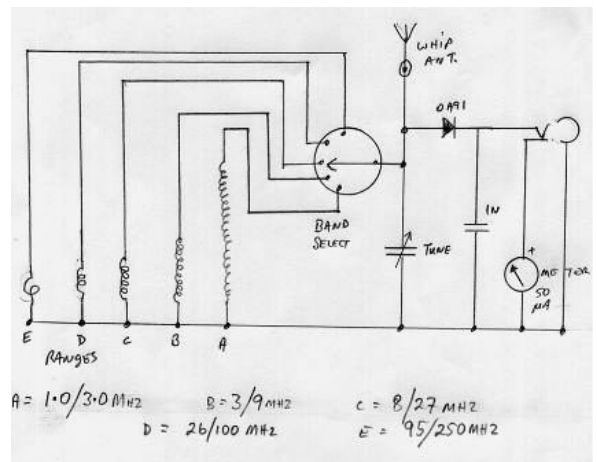 WHIP
ANT.
OA91
BAND
SELECT
TUNE
1N
+
METER
50
µA
E D C B A
RANGES
A = 1.0/3.0 MHZ B = 3/9 MHZ C = 8/27 MHZ
D = 26/100 MHZ E = 95/250 MHZ